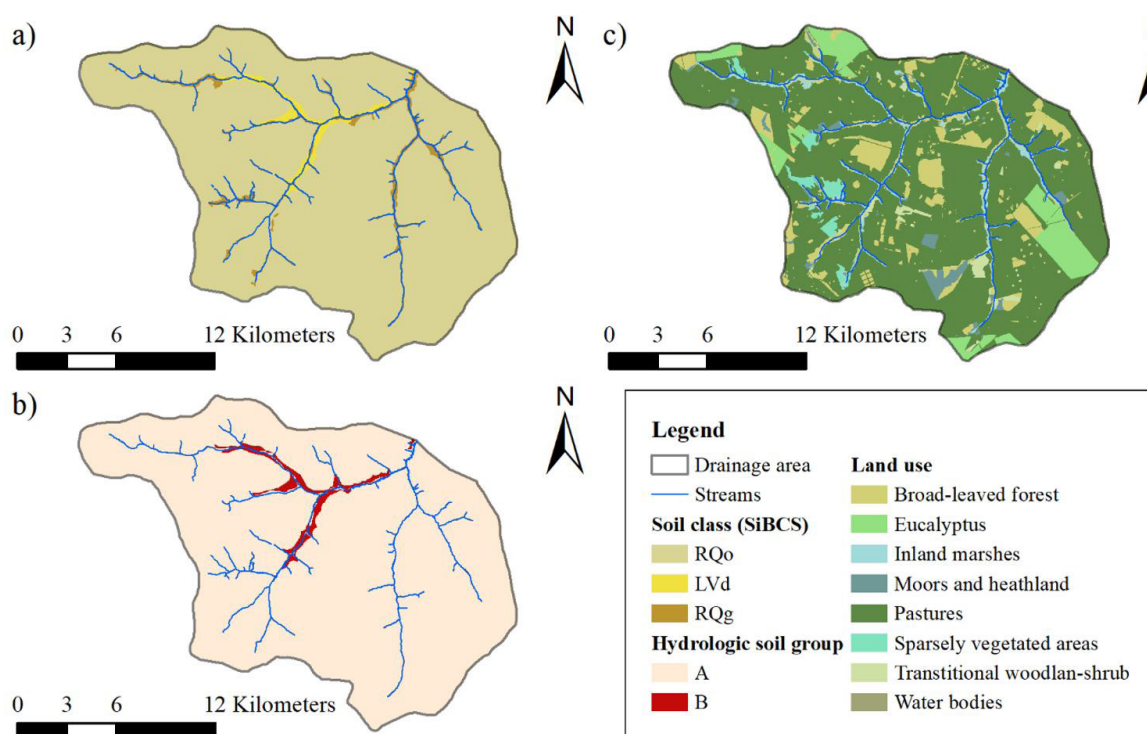 a)
N
0 3 6 12 Kilometers
c)
0 3 6 12 Kilometers
b)
N
0 3 6 12 Kilometers
Legend
Drainage area
Streams
Soil class (SiBCS)
RQo
LVd
RQg
Hydrologic soil group
A
B
Land use
Broad-leaved forest
Eucalyptus
Inland marshes
Moors and heathland
Pastures
Sparsely vegetated areas
Transtitional woodlan-shrub
Water bodies